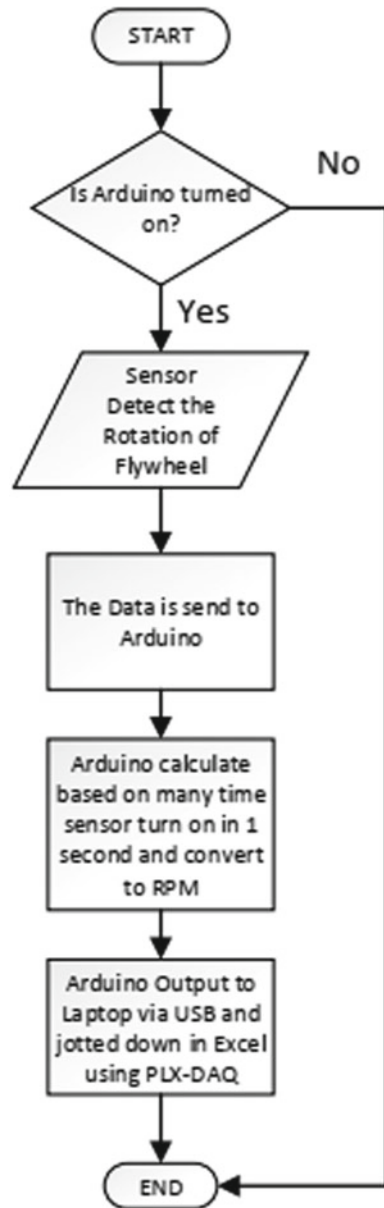 START
No
Is Arduino turned
on?
Yes
Sensor
Detect the
Rotation of
Flywheel
The Data is send to
Arduino
Arduino calculate
based on many time
sensor turn on in 1
second and convert
to RPM
Arduino Output to
Laptop via USB and
jotted down in Excel
using PLX-DAQ
END